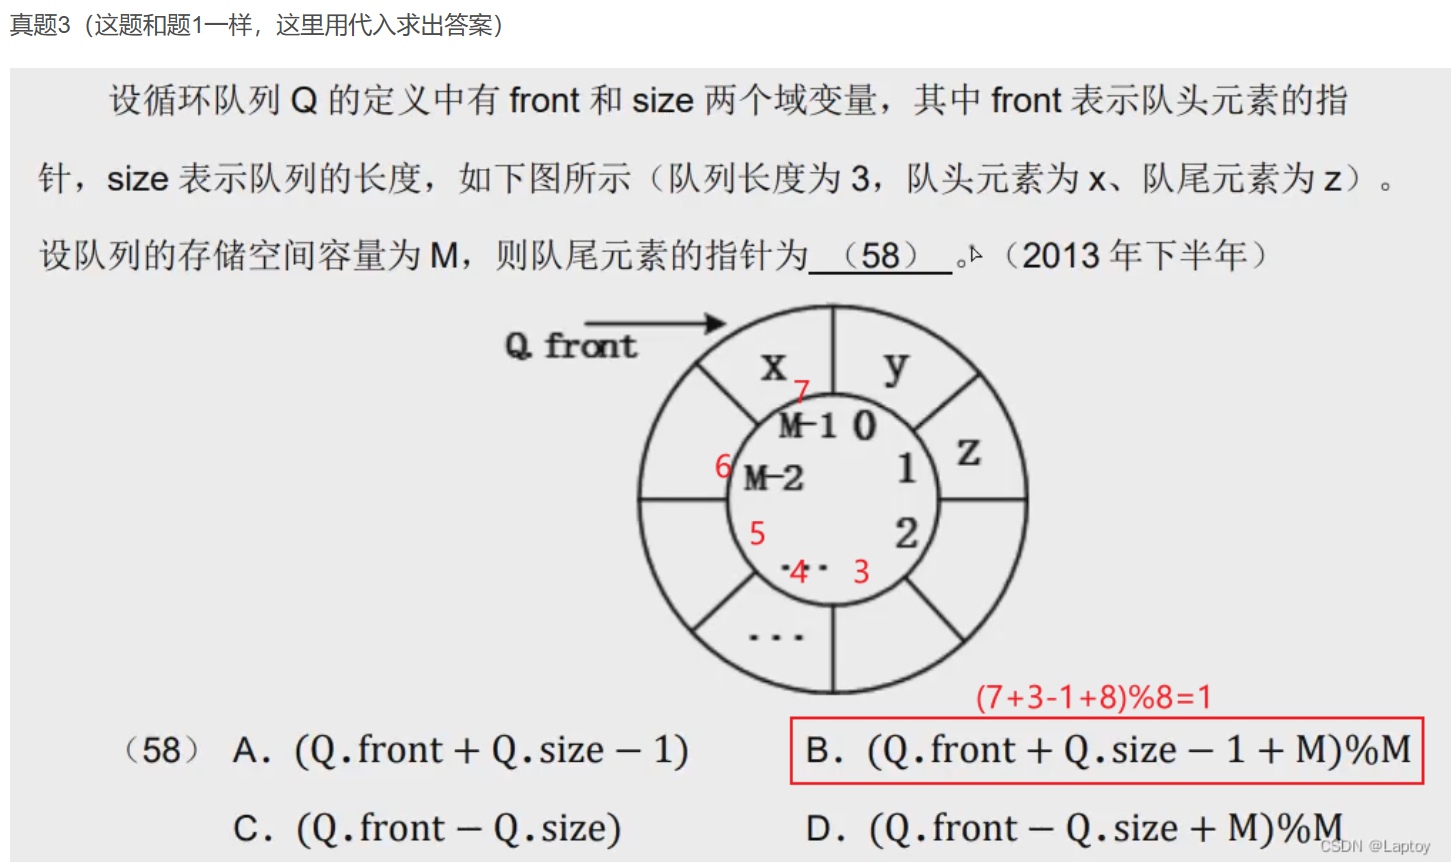 真题3（这题和题1一样，这里用代入求出答案）
设循环队列 Q 的定义中有 front 和 size 两个域变量，其中 front 表示队头元素的指
针，size 表示队列的长度，如下图所示（队列长度为 3，队头元素为 x、队尾元素为 z）。
设队列的存储空间容量为 M，则队尾元素的指针为 （58） 。（2013 年下半年）
Q.front
x y
7
M-1 0
z
1
6 M-2
5 2
...
4 3
...
(7+3-1+8)%8=1
（58） A. (Q.front + Q.size − 1) B. (Q.front + Q.size − 1 + M)%M
C. (Q.front − Q.size) D. (Q.front − Q.size + M)%M
CSDN @Laptoy